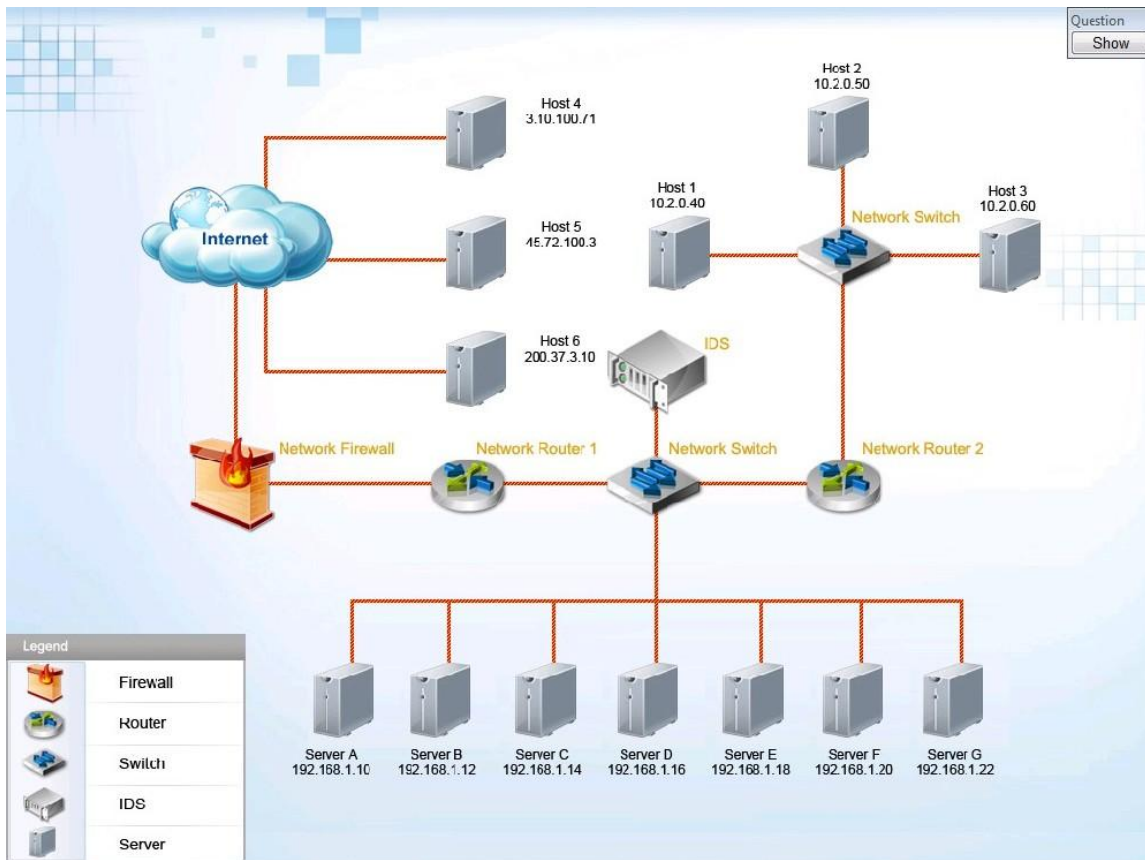 Question
Show
Host 2
10.2.0.50
Host 4
3.10.100.71
Host 1
10.2.0.40
Host 3
10.2.0.60
Network Switch
Internet
Host 5
45.72.100.3
Host 6
200.37.3.10
IDS
Network Firewall
Network Router 1
Network Switch
Network Router 2
Legend
Firewall
Router
Switch
IDS
Server
Server A
192.168.1.10
Server B
192.168.1.12
Server C
192.168.1.14
Server D
192.168.1.16
Server E
192.168.1.18
Server F
192.168.1.20
Server G
192.168.1.22